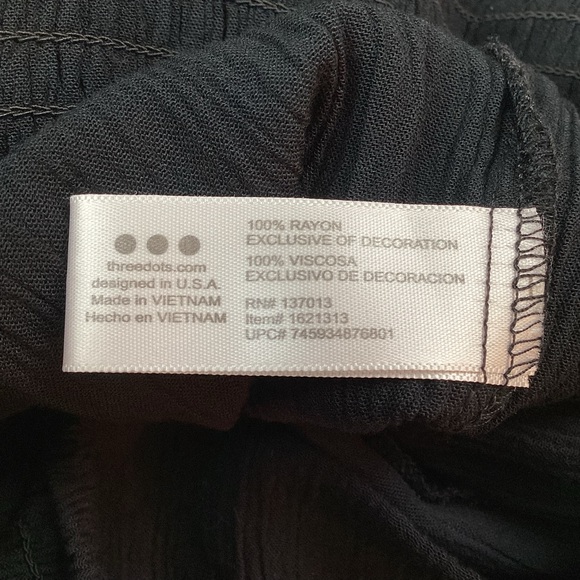 threedots.com
designed in U.S.A.
Made in VIETNAM
Hecho en VIETNAM
100% RAYON
EXCLUSIVE OF DECORATION
100% VISCOSA
EXCLUSIVO DE DECORACION
RN# 137013
Item# 1621313
UPC# 745934876801